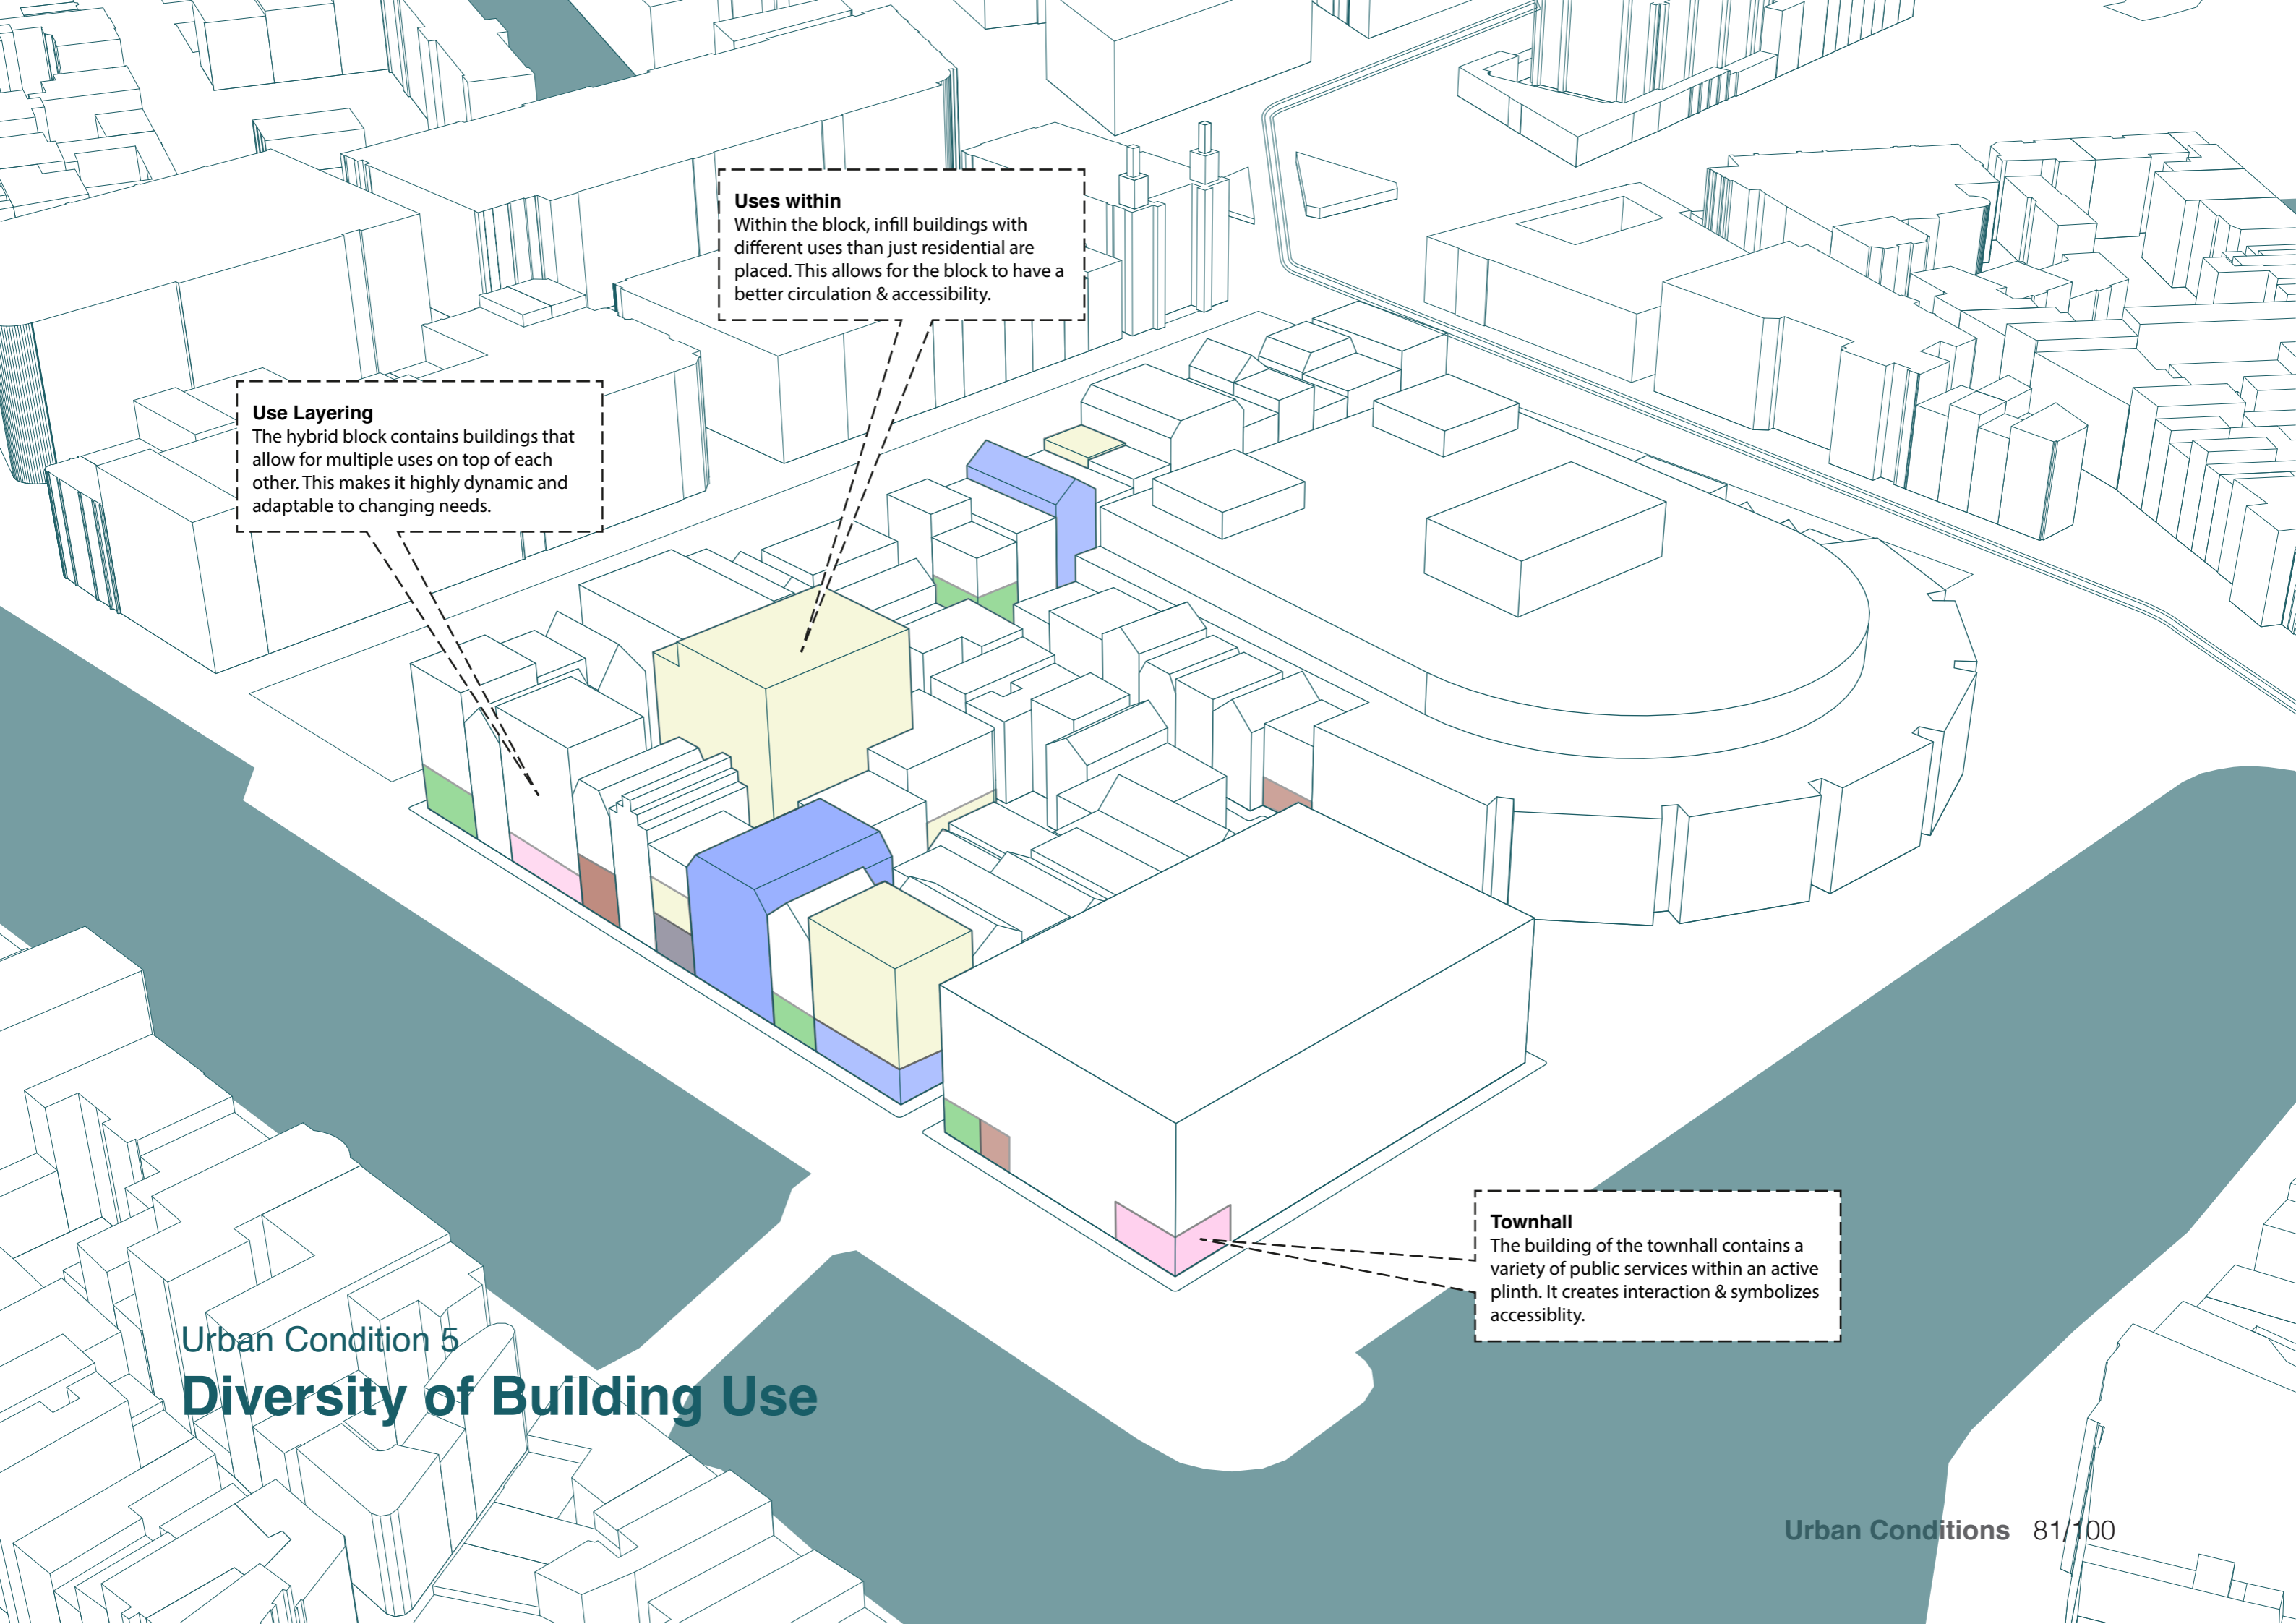 Uses within
Within the block, infill buildings with
different uses than just residential are
placed. This allows for the block to have a
better circulation & accessibility.
Use Layering
The hybrid block contains buildings that
allow for multiple uses on top of each
other. This makes it highly dynamic and
adaptable to changing needs.
Townhall
The building of the townhall contains a
variety of public services within an active
plinth. It creates interaction & symbolizes
accessiblity.
Urban Condition 5
Diversity of Building Use
Urban Conditions 81/100